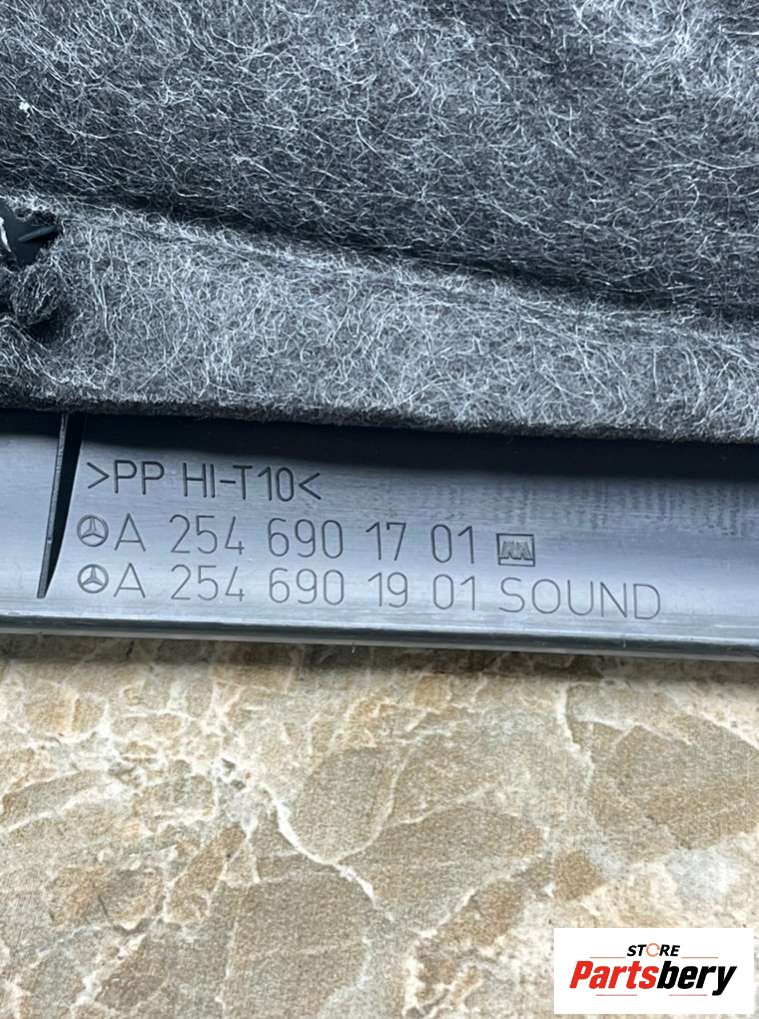 >PP HI-T10<
A 254 690 17 01
A 254 690 19 01 SOUND
STORE
Partsbery